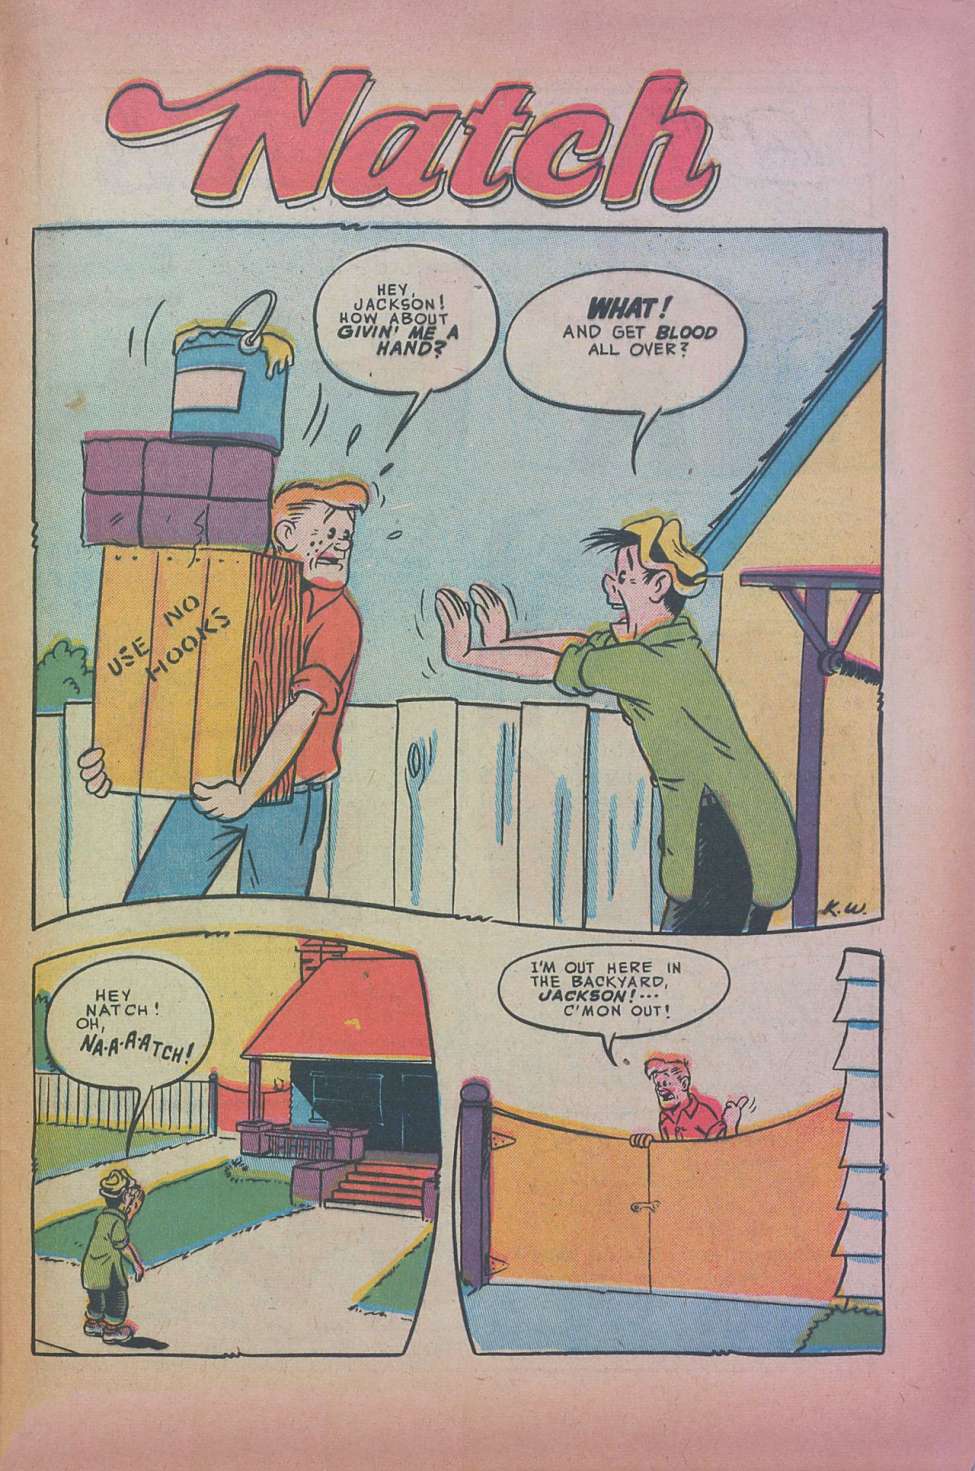 Natch
HEY,
JACKSON!
HOW ABOUT
GIVIN' ME A
HAND?
WHAT!
AND GET BLOOD
ALL OVER?
USE NO
HOOKS
K.W.
HEY
NATCH!
OH,
NA-A-A-ATCH!
I'M OUT HERE IN
THE BACKYARD,
JACKSON!---
C'MON OUT!